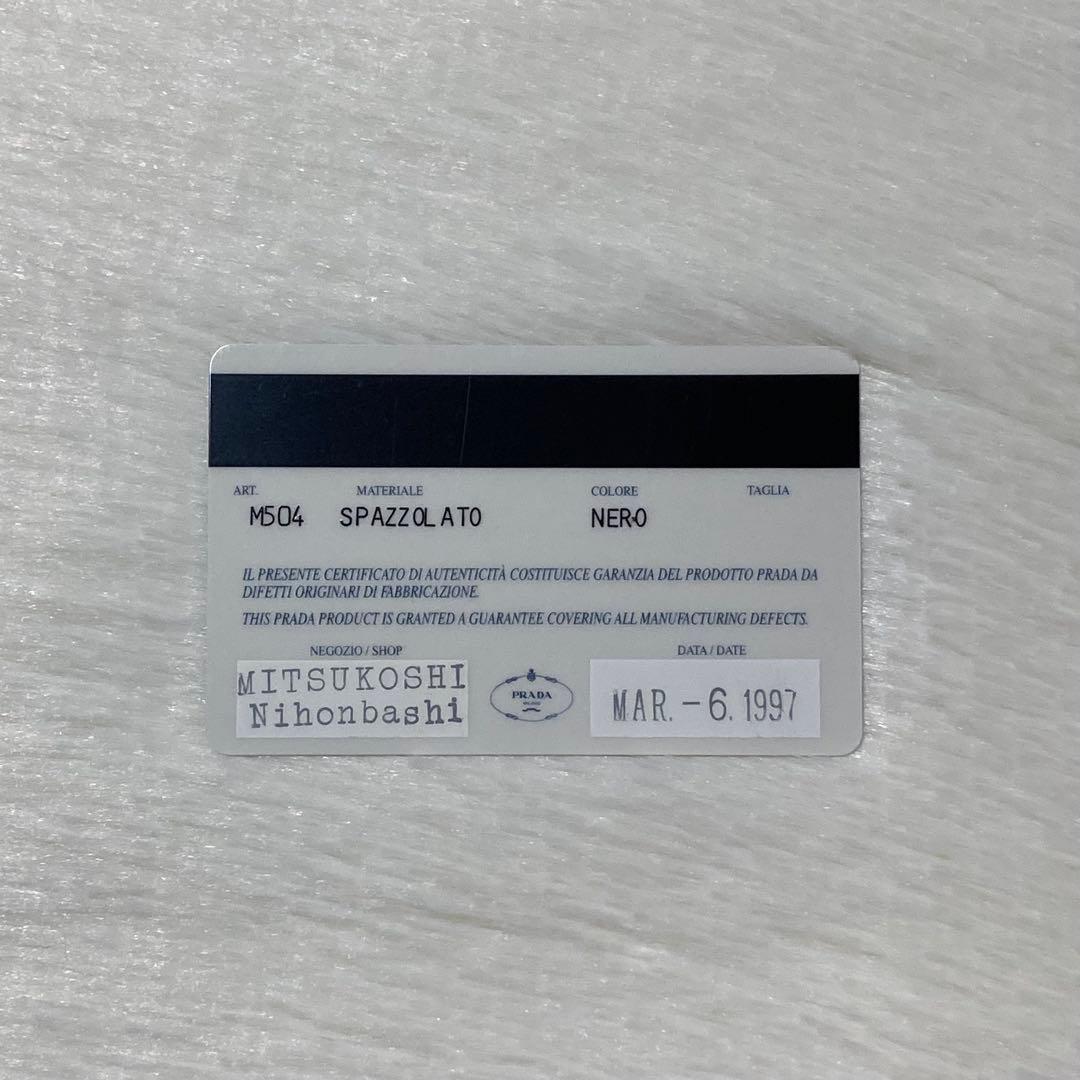 ART. MATERIALE COLORE TAGLIA
M504 SPAZZOLATO NERO
IL PRESENTE CERTIFICATO DI AUTENTICITÀ COSTITUISCE GARANZIA DEL PRODOTTO PRADA DA
DIFETTI ORIGINARI DI FABBRICAZIONE.
THIS PRADA PRODUCT IS GRANTED A GUARANTEE COVERING ALL MANUFACTURING DEFECTS.
NEGOZIO / SHOP
MITSUKOSHI
Nihonbashi
PRADA
MILANO
DATA / DATE
MAR. - 6. 1997